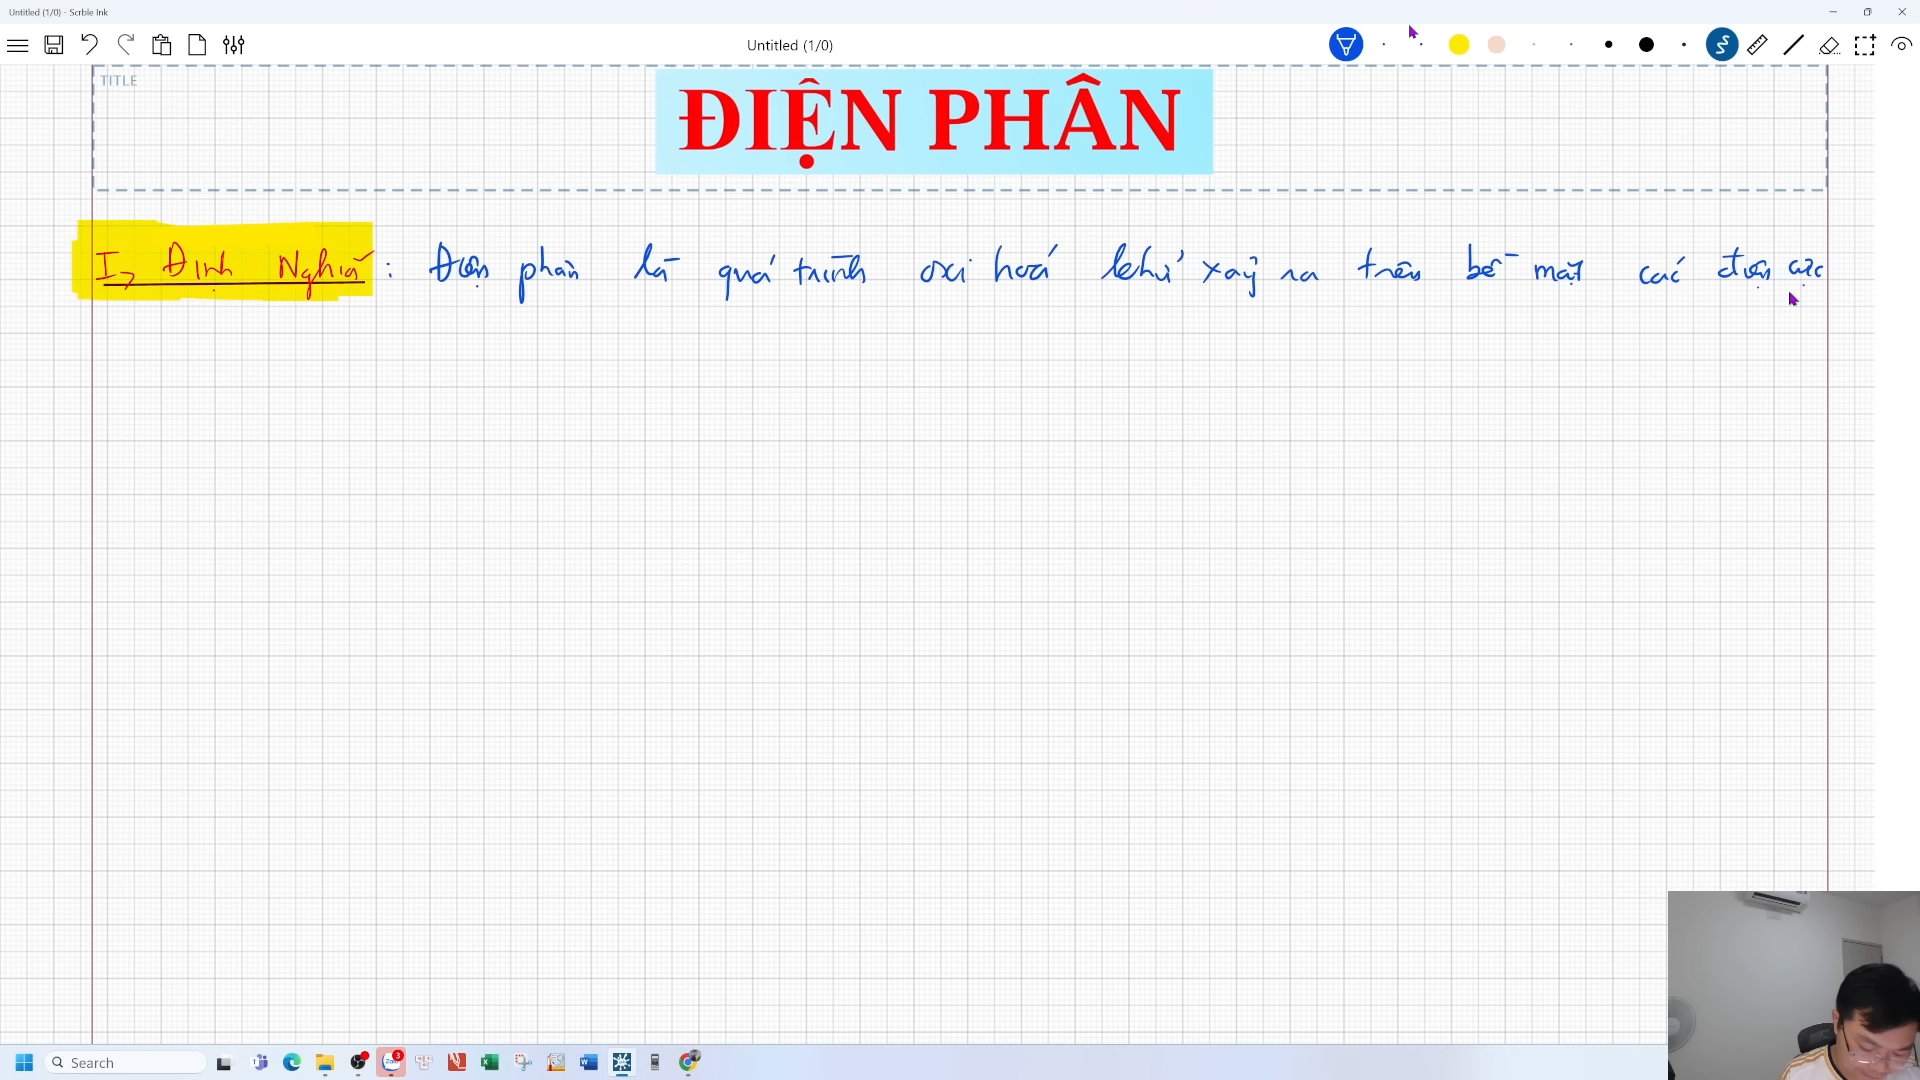 Untitled (1/0) - Scrble Ink
Untitled (1/0)
TITLE
ĐIỆN PHÂN
I, Định Nghĩa : Điện phân là quá trình oxi hoá khử xảy ra trên bề mặt các điện cực
Search
3